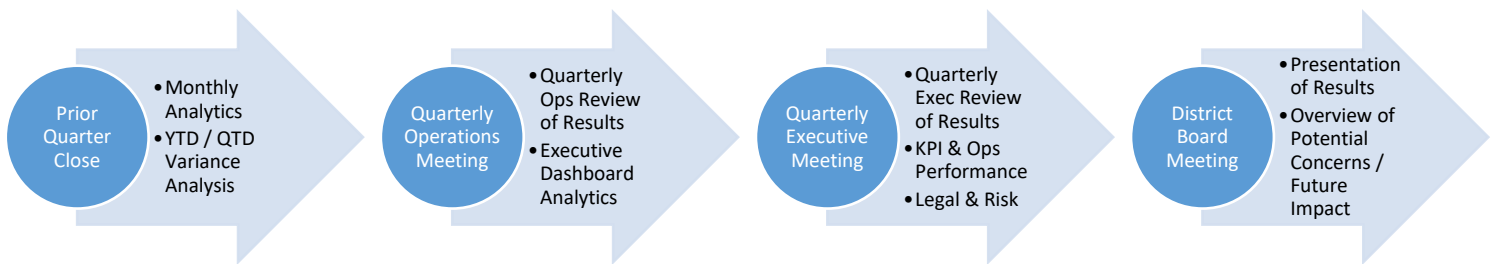 Prior
Quarter
Close
•Monthly
Analytics
•YTD / QTD
Variance
Analysis
Quarterly
Operations
Meeting
•Quarterly
Ops Review
of Results
•Executive
Dashboard
Analytics
Quarterly
Executive
Meeting
•Quarterly
Exec Review
of Results
•KPI & Ops
Performance
•Legal & Risk
District
Board
Meeting
•Presentation
of Results
•Overview of
Potential
Concerns /
Future
Impact